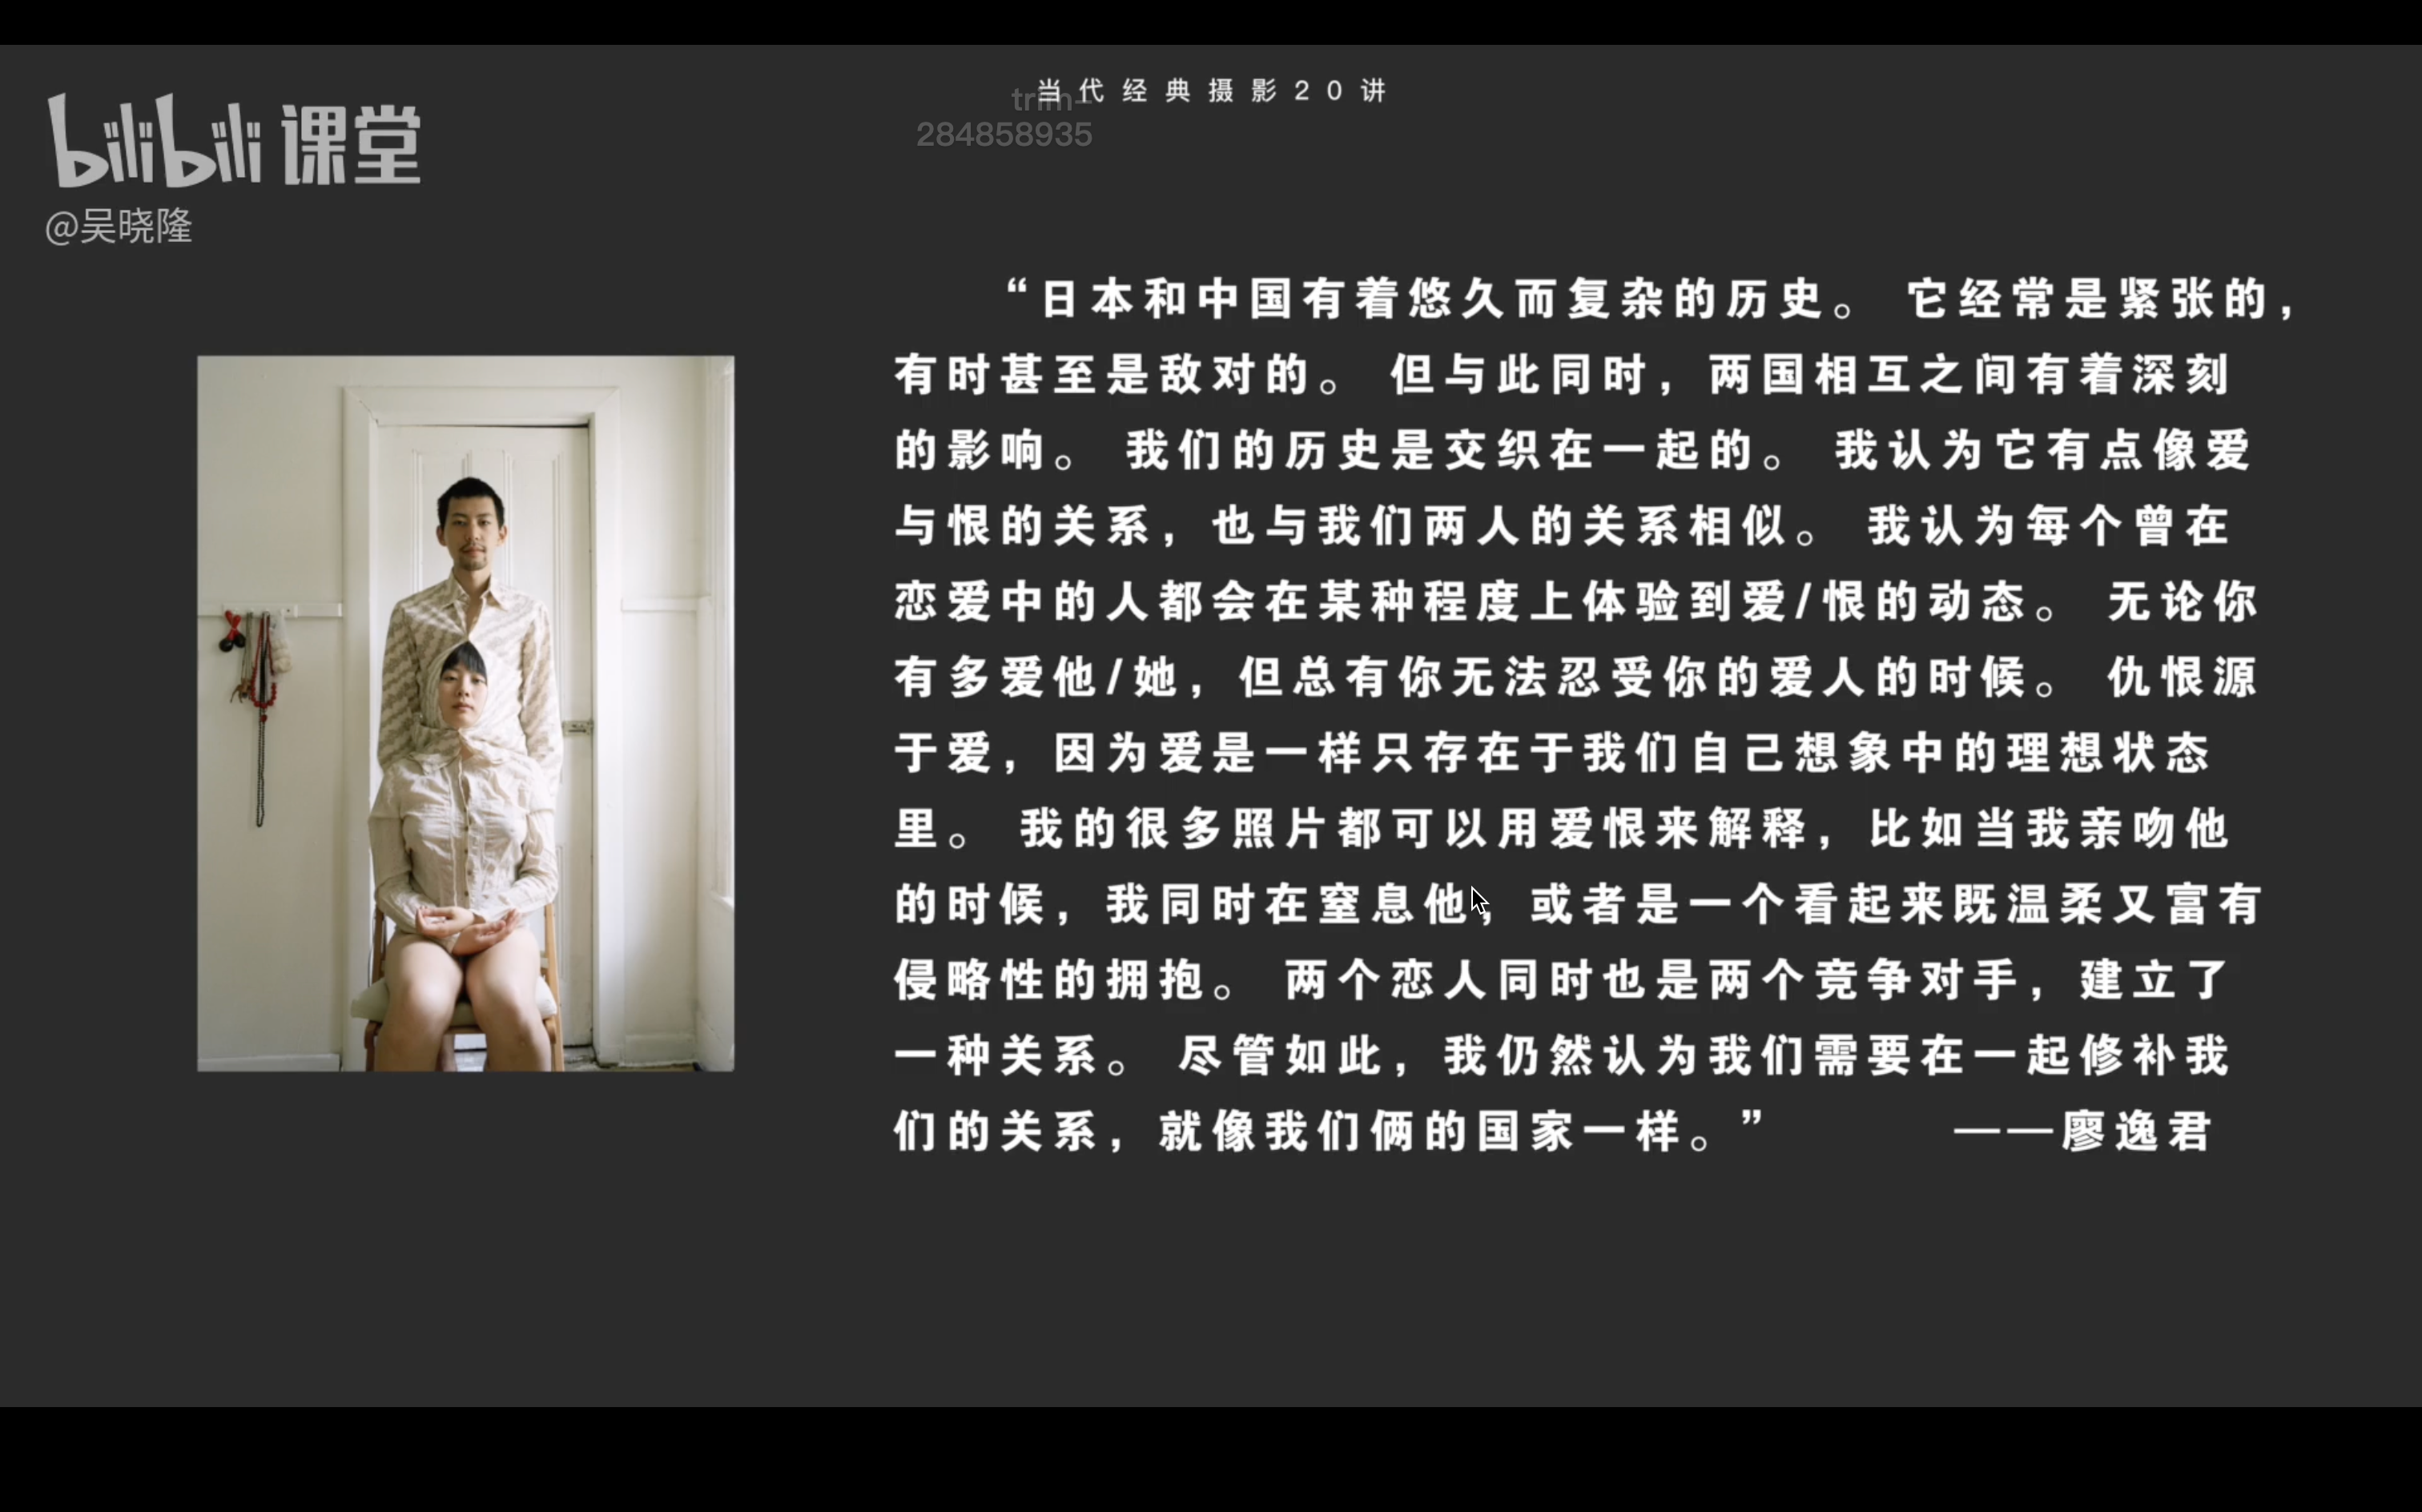 当代经典摄影20讲
trim-
284858935
bilibili 课堂
@吴晓隆
“日本和中国有着悠久而复杂的历史。 它经常是紧张的，
有时甚至是敌对的。 但与此同时，两国相互之间有着深刻
的影响。 我们的历史是交织在一起的。 我认为它有点像爱
与恨的关系，也与我们两人的关系相似。 我认为每个曾在
恋爱中的人都会在某种程度上体验到爱/恨的动态。 无论你
有多爱他/她，但总有你无法忍受你的爱人的时候。 仇恨源
于爱，因为爱是一样只存在于我们自己想象中的理想状态
里。 我的很多照片都可以用爱恨来解释，比如当我亲吻他
的时候，我同时在窒息他，或者是一个看起来既温柔又富有
侵略性的拥抱。 两个恋人同时也是两个竞争对手，建立了
一种关系。 尽管如此，我仍然认为我们需要在一起修补我
们的关系，就像我们俩的国家一样。” ——廖逸君